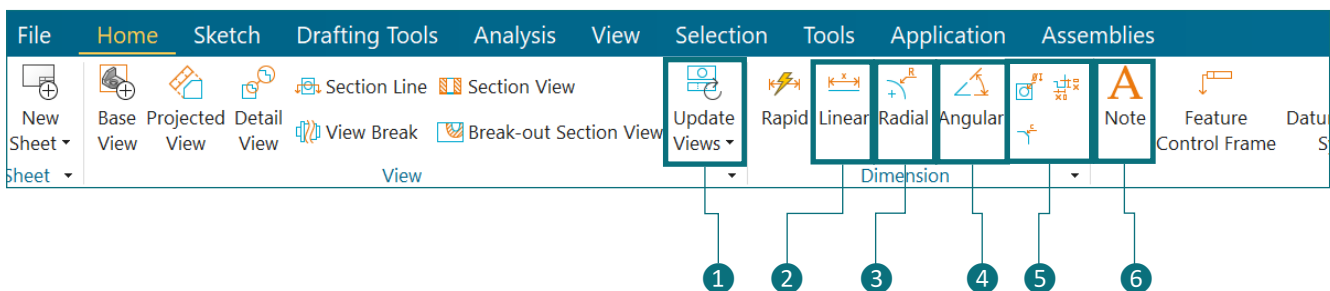 File Home Sketch Drafting Tools Analysis View Selection Tools Application Assemblies
New Sheet
Base View
Projected View
Detail View
Section Line
Section View
View Break
Break-out Section View
Update Views
Rapid
Linear
Radial
Angular
Note
Feature Control Frame
Sheet View Dimension
1 2 3 4 5 6